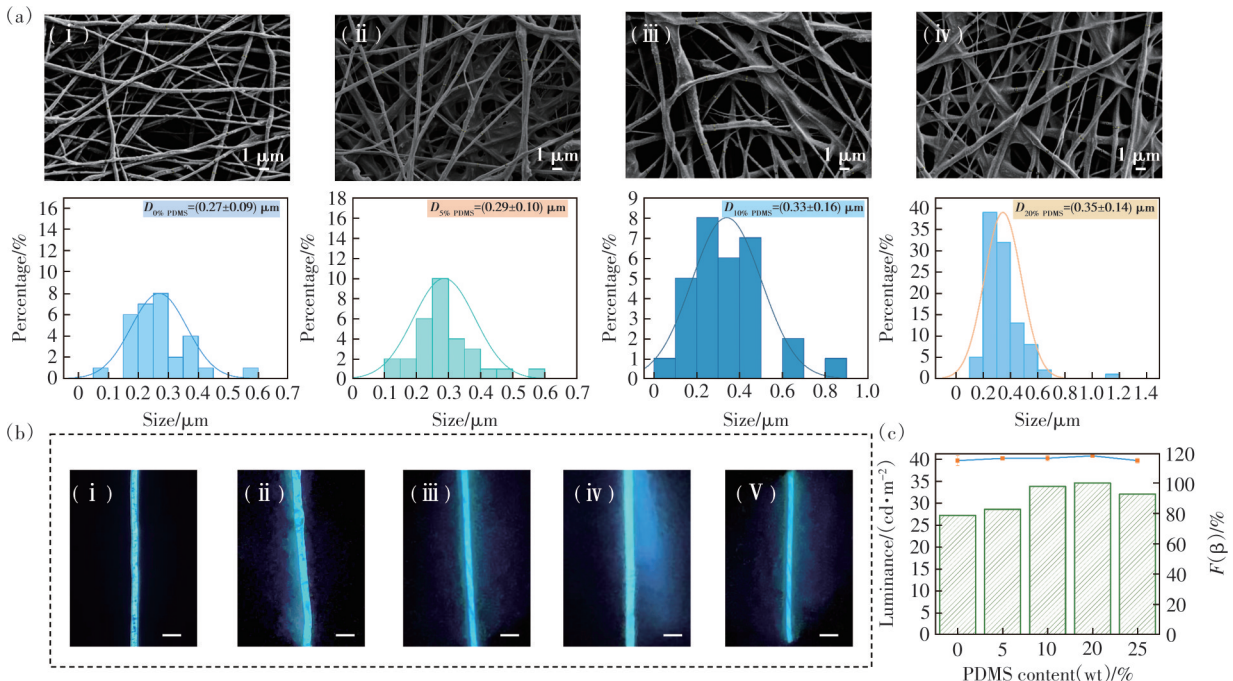 (a)
(i)
1 μm
(ii)
1 μm
(iii)
1 μm
(iv)
1 μm
D0% PDMS=(0.27±0.09) μm
Percentage/%
16
14
12
10
8
6
4
2
0
0 0.1 0.2 0.3 0.4 0.5 0.6 0.7
Size/μm
D5% PDMS=(0.29±0.10) μm
Percentage/%
18
16
14
12
10
8
6
4
2
0
0 0.1 0.2 0.3 0.4 0.5 0.6 0.7
Size/μm
D10% PDMS=(0.33±0.16) μm
Percentage/%
9
8
7
6
5
4
3
2
1
0
0 0.2 0.4 0.6 0.8 1.0
Size/μm
D20% PDMS=(0.35±0.14) μm
Percentage/%
40
35
30
25
20
15
10
5
0
0 0.2 0.4 0.6 0.8 1.0 1.2 1.4
Size/μm
(b)
(i)
(ii)
(iii)
(iv)
(V)
(c)
Luminance/(cd·m-2)
40
35
30
25
20
15
10
5
0
120
100
80
60
40
20
0
F(β)/%
0 5 10 20 25
PDMS content(wt)/%